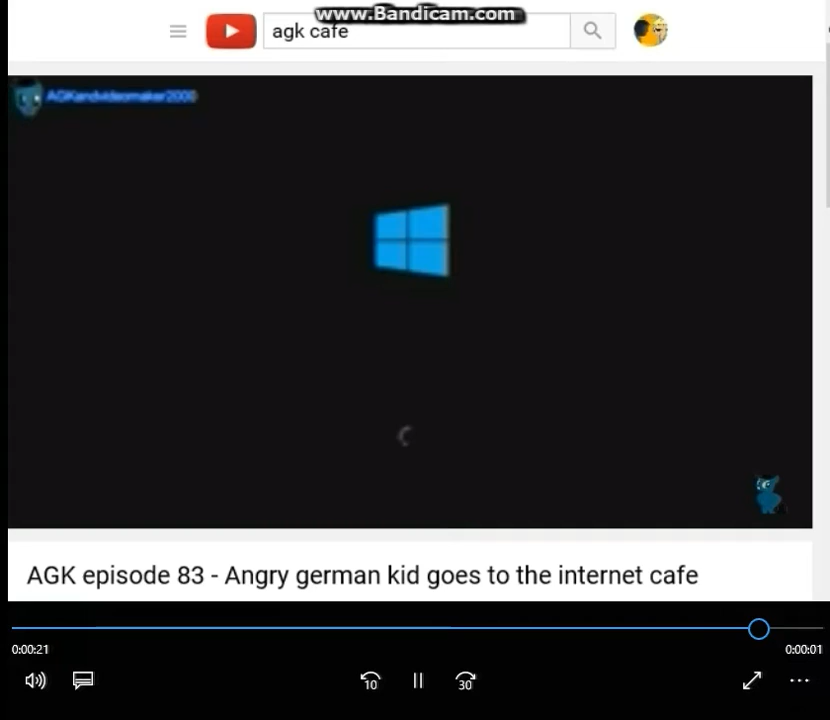 www.Bandicam.com
agk cafe
AGKandvideomaker2000
AGK episode 83 - Angry german kid goes to the internet cafe
0:00:21
0:00:01
10
30